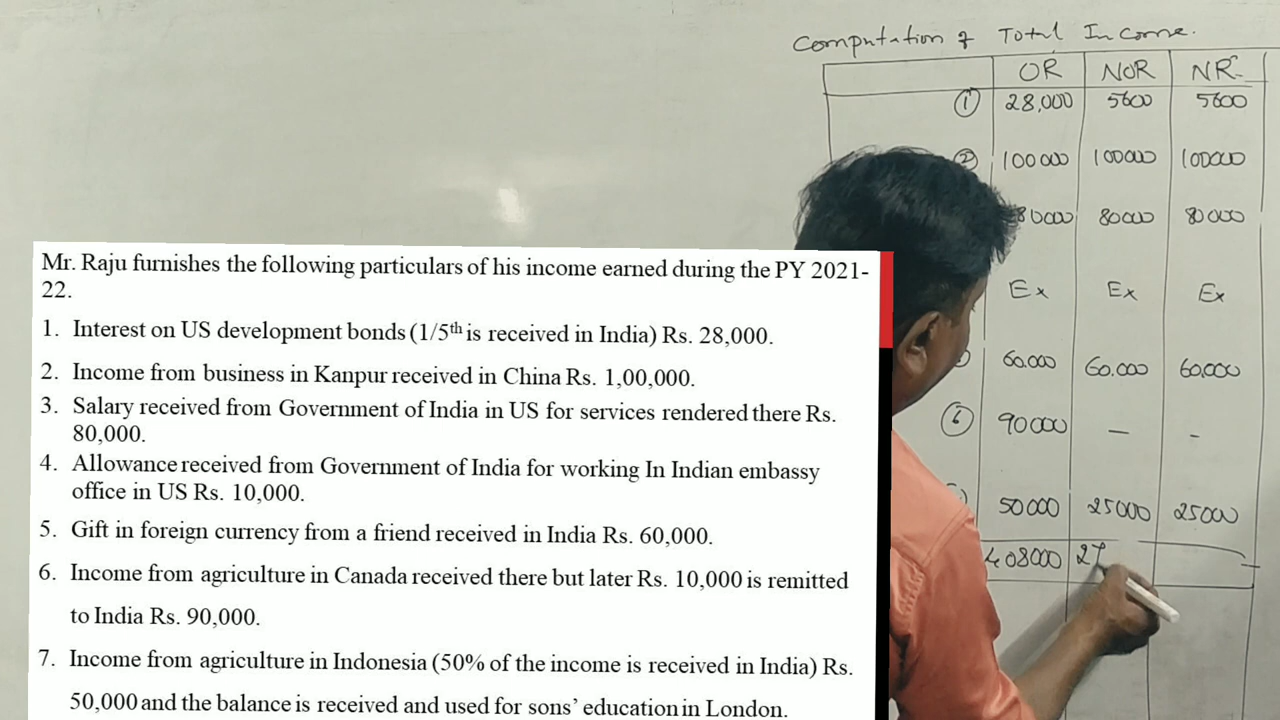 Computation of Total Income.
OR NOR NR
① 28,000 5600 5600
② 100000 100000 100000
80000 80000 80000
Ex Ex Ex
60.000 60.000 60,000
⑥ 90000 — -
50000 25000 25000
408000 27
Mr. Raju furnishes the following particulars of his income earned during the PY 2021-
22.
1. Interest on US development bonds (1/5th is received in India) Rs. 28,000.
2. Income from business in Kanpur received in China Rs. 1,00,000.
3. Salary received from Government of India in US for services rendered there Rs.
80,000.
4. Allowance received from Government of India for working In Indian embassy
office in US Rs. 10,000.
5. Gift in foreign currency from a friend received in India Rs. 60,000.
6. Income from agriculture in Canada received there but later Rs. 10,000 is remitted
to India Rs. 90,000.
7. Income from agriculture in Indonesia (50% of the income is received in India) Rs.
50,000 and the balance is received and used for sons’ education in London.